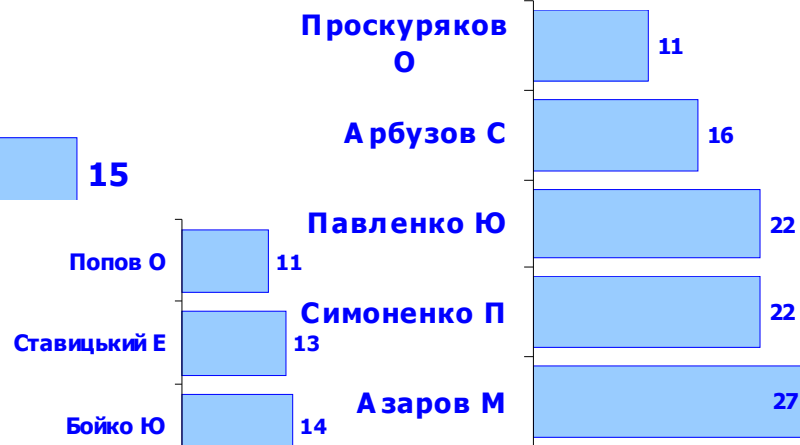 15
Попов О 11
Ставицький Е 13
Бойко Ю 14
Проскуряков
О
11
Арбузов С 16
Павленко Ю 22
Симоненко П 22
Азаров М 27